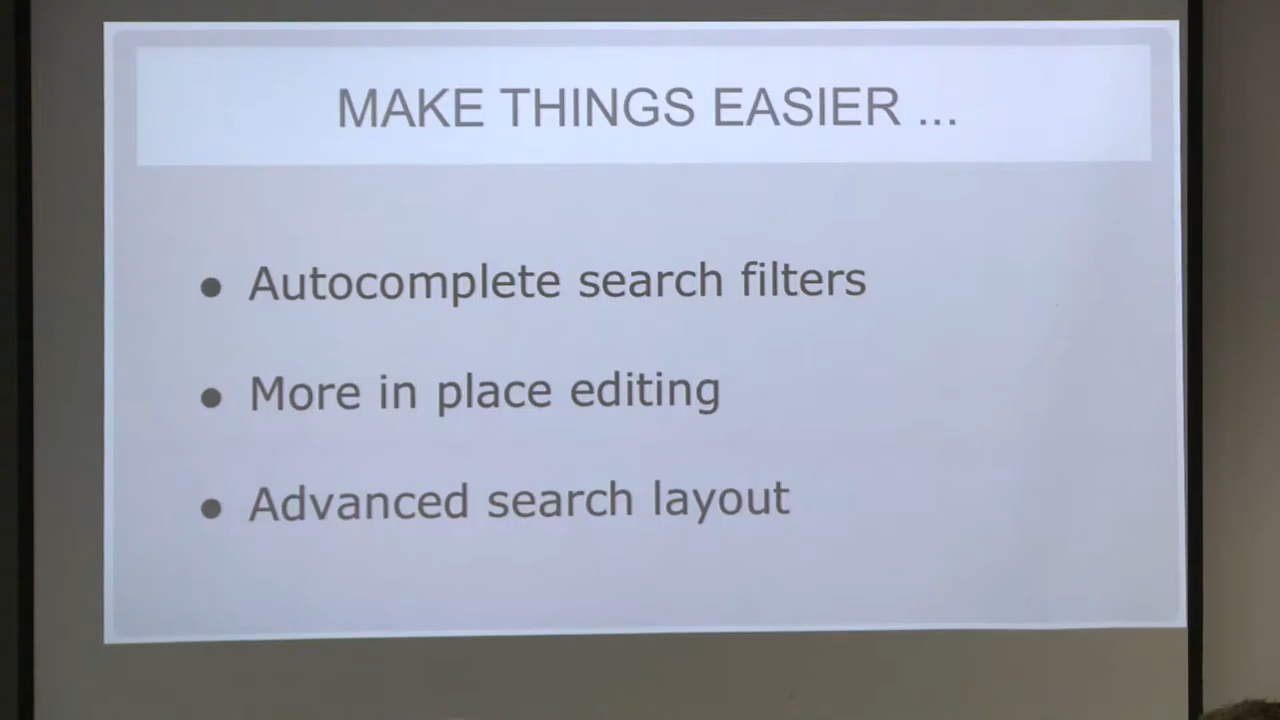 MAKE THINGS EASIER ...
● Autocomplete search filters
● More in place editing
● Advanced search layout